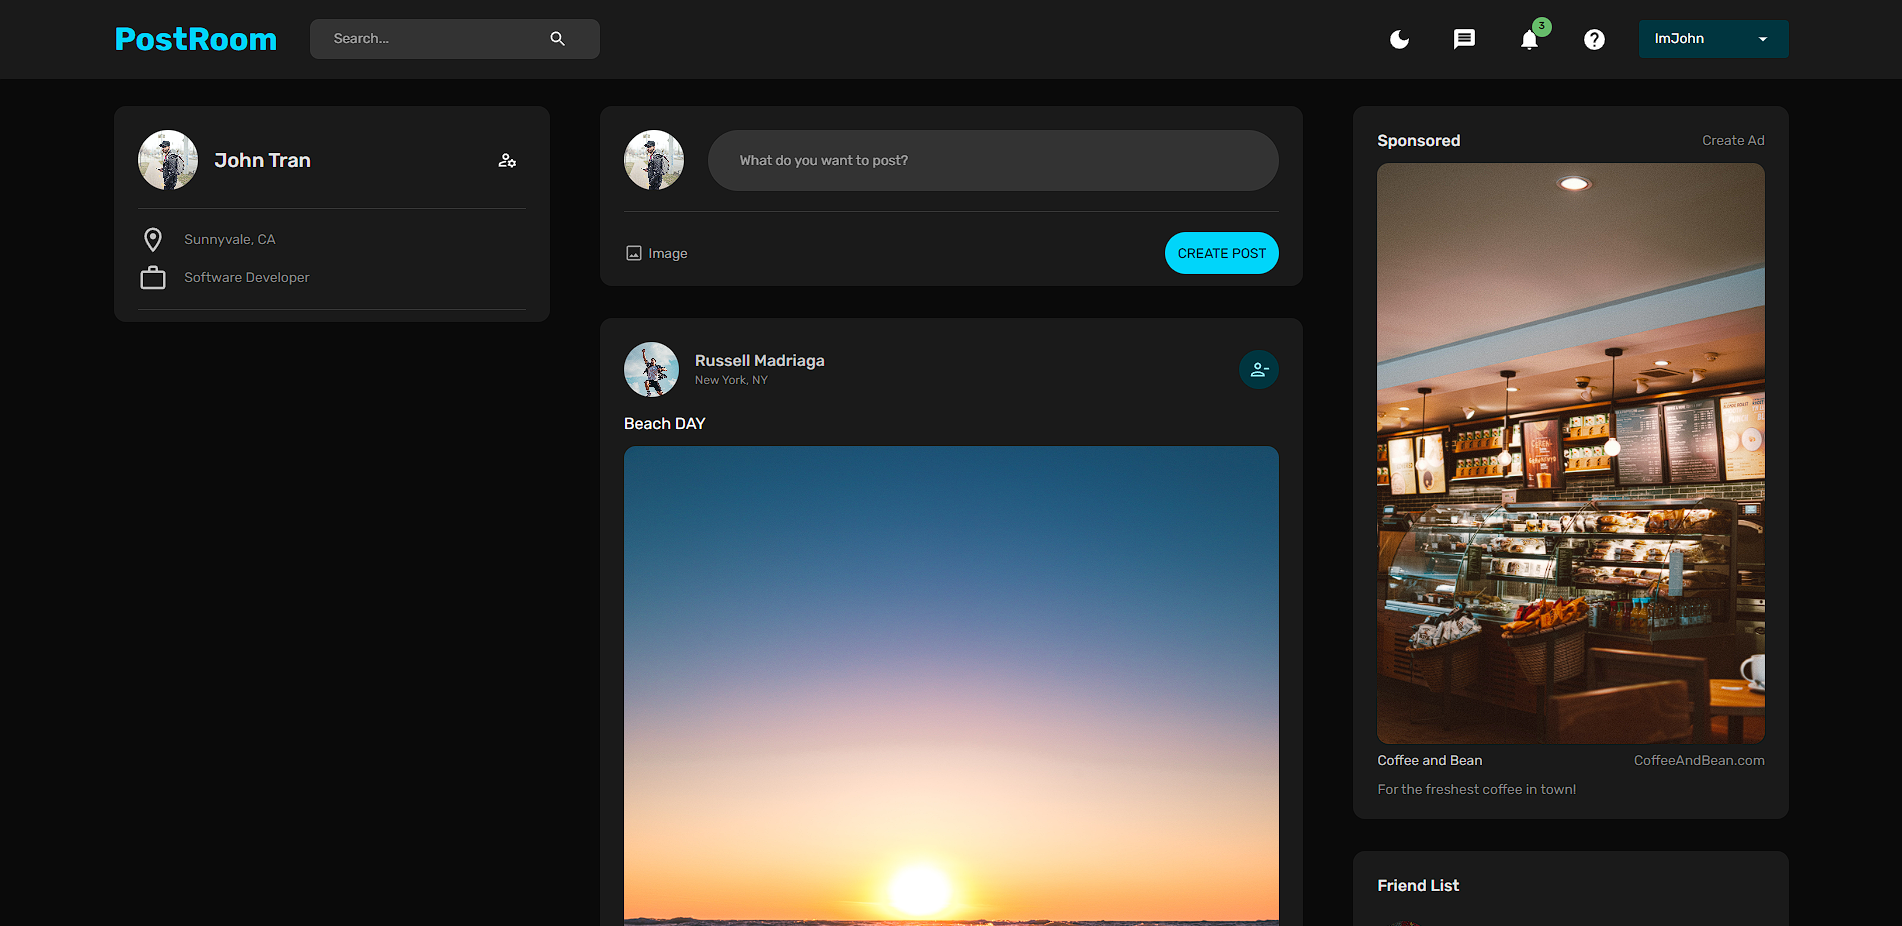 PostRoom
Search...
3
ImJohn
John Tran
Sunnyvale, CA
Software Developer
What do you want to post?
Image
CREATE POST
Russell Madriaga
New York, NY
Beach DAY
Sponsored
Create Ad
Coffee and Bean
CoffeeAndBean.com
For the freshest coffee in town!
Friend List